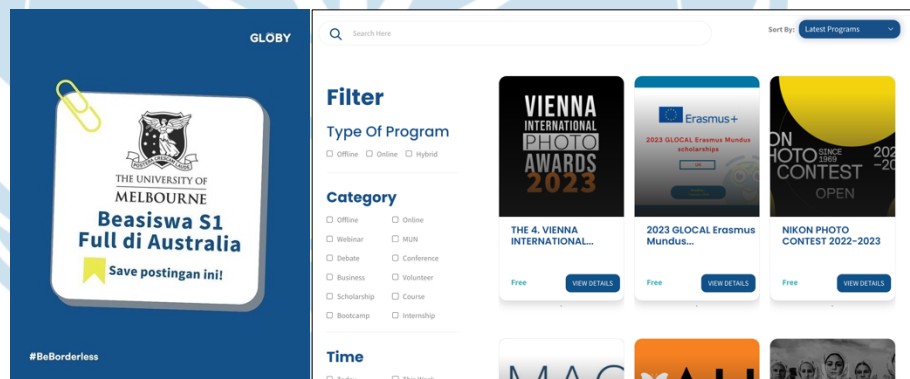 GLOBY
THE UNIVERSITY OF
MELBOURNE
Beasiswa S1
Full di Australia
Save postingan ini!
#BeBorderless
Search Here
Sort By:
Latest Programs
Filter
Type Of Program
Offline
Online
Hybrid
Category
Offline
Online
Webinar
MUN
Debate
Conference
Business
Volunteer
Scholarship
Course
Bootcamp
Internship
Time
VIENNA
INTERNATIONAL
PHOTO
AWARDS
2023
THE 4. VIENNA
INTERNATIONAL...
Free
VIEW DETAILS
Erasmus+
2023 GLOCAL Erasmus Mundus
scholarships
2023 GLOCAL Erasmus
Mundus...
Free
VIEW DETAILS
SINCE
1969
CONTEST
OPEN
NIKON PHOTO
CONTEST 2022-2023
Free
VIEW DETAILS